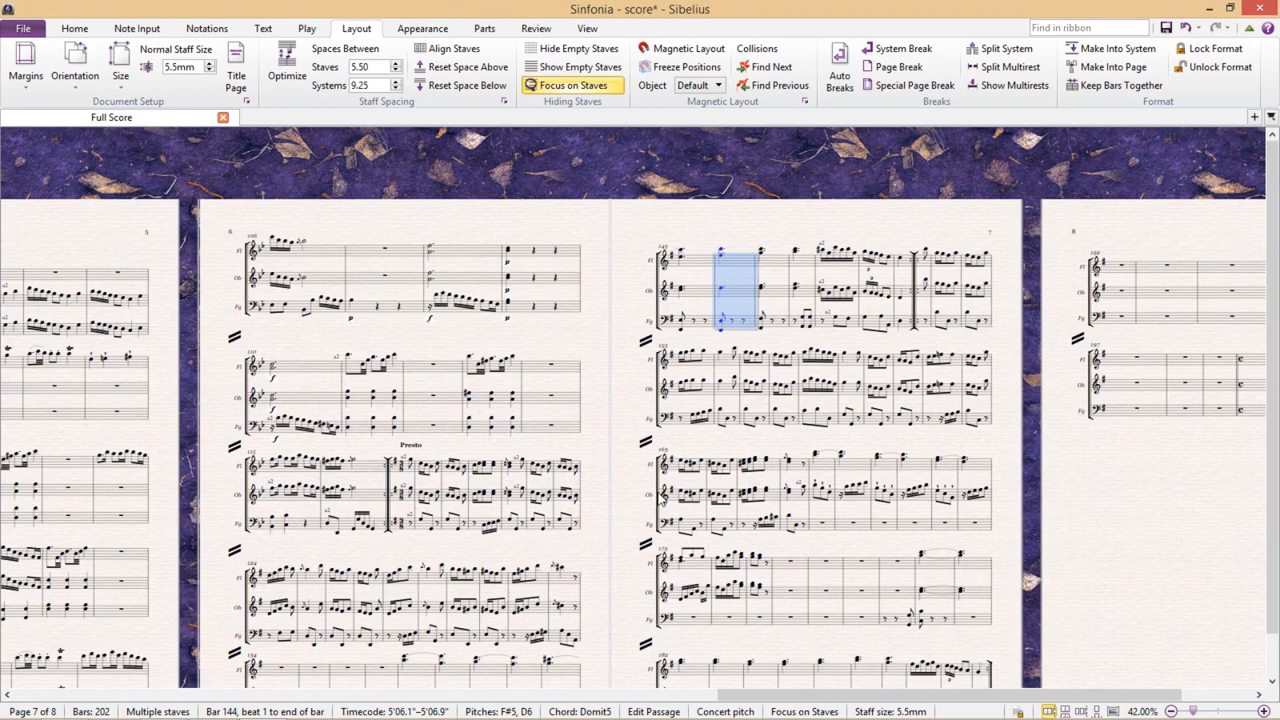 Sinfonia - score* - Sibelius
File Home Note Input Notations Text Play Layout Appearance Parts Review View Find in ribbon
Margins Orientation Size Normal Staff Size 5.5mm Title Page
Document Setup
Optimize Spaces Between Staves 5.50 Systems 9.25 Align Staves Reset Space Above Reset Space Below
Staff Spacing
Hide Empty Staves Show Empty Staves Focus on Staves
Hiding Staves
Magnetic Layout Freeze Positions Object Default Collisions Find Next Find Previous
Magnetic Layout
Auto Breaks System Break Page Break Special Page Break Split System Split Multirest Show Multirests
Breaks
Make Into System Make Into Page Keep Bars Together Lock Format Unlock Format
Format
Full Score
5
6
7
8
Presto
Page 7 of 8 Bars: 202 Multiple staves Bar 144, beat 1 to end of bar Timecode: 5'06.1"–5'06.9" Pitches: F#5, D6 Chord: Domit5 Edit Passage Concert pitch Focus on Staves Staff size: 5.5mm 42.00%